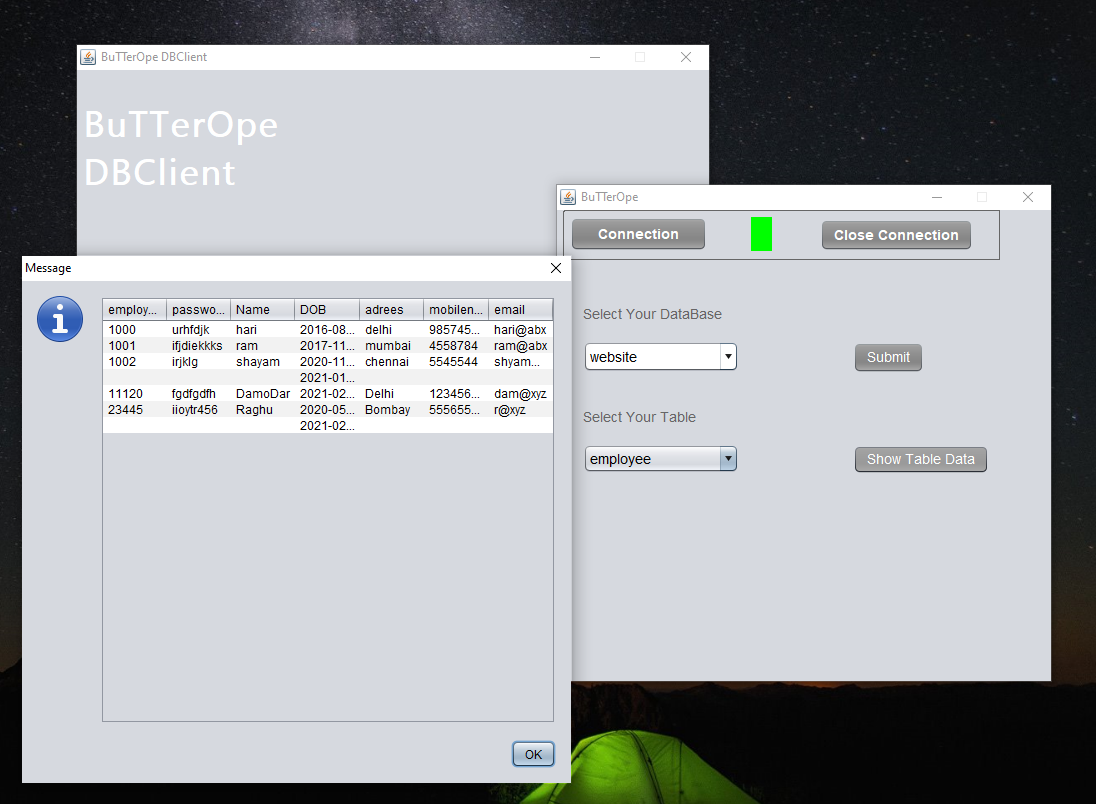 BuTTerOpe DBClient
BuTTerOpe
DBClient
BuTTerOpe
Connection Close Connection
Select Your DataBase
website Submit
Select Your Table
employee Show Table Data
Message
employ... passwo... Name DOB adrees mobilen... email
1000 urhfdjk hari 2016-08... delhi 985745... hari@abx
1001 ifjdiekkks ram 2017-11... mumbai 4558784 ram@abx
1002 irjklg shayam 2020-11... chennai 5545544 shyam...
2021-01...
11120 fgdfgdfh DamoDar 2021-02... Delhi 123456... dam@xyz
23445 iioytr456 Raghu 2020-05... Bombay 555655... r@xyz
2021-02...
OK